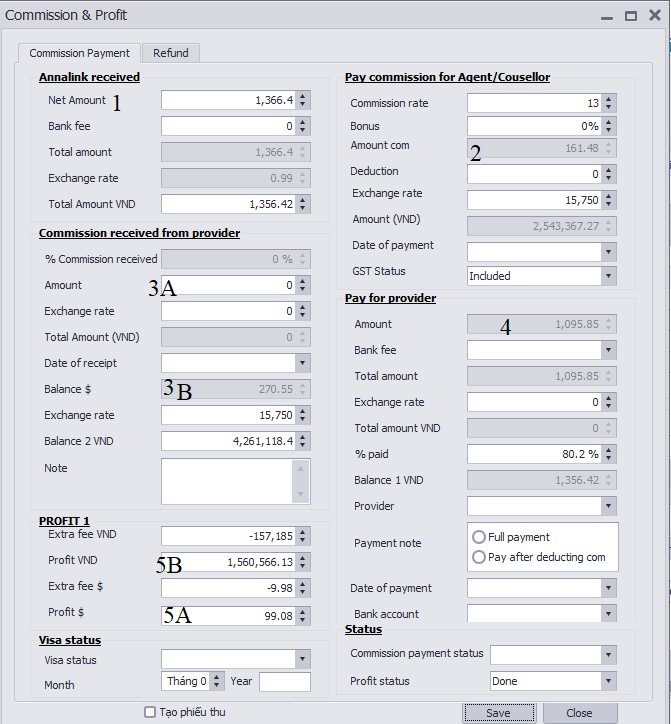 Commission & Profit
Commission Payment Refund
Annalink received
Net Amount 1 1,366.4
Bank fee 0
Total amount 1,366.4
Exchange rate 0.99
Total Amount VND 1,356.42
Commission received from provider
% Commission received 0 %
Amount 3A 0
Exchange rate 0
Total Amount (VND) 0
Date of receipt
Balance $ 3B 270.55
Exchange rate 15,750
Balance 2 VND 4,261,118.4
Note
PROFIT 1
Extra fee VND -157,185
Profit VND 5B 1,560,566.13
Extra fee $ -9.98
Profit $ 5A 99.08
Visa status
Visa status
Month Tháng 0 Year
Pay commission for Agent/Cousellor
Commission rate 13
Bonus 0%
Amount com 2 161.48
Deduction 0
Exchange rate 15,750
Amount (VND) 2,543,367.27
Date of payment
GST Status Included
Pay for provider
Amount 4 1,095.85
Bank fee
Total amount 1,095.85
Exchange rate 0
Total amount VND 0
% paid 80.2 %
Balance 1 VND 1,356.42
Provider
Payment note Full payment
Pay after deducting com
Date of payment
Bank account
Status
Commission payment status
Profit status Done
Tạo phiếu thu Save Close